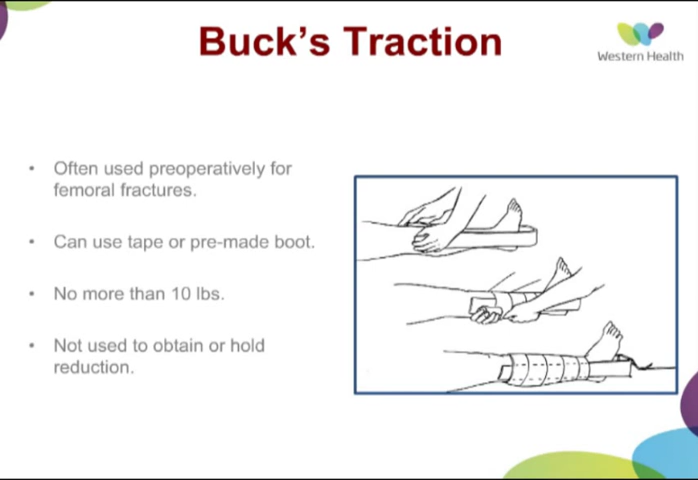 Buck's Traction
Western Health
• Often used preoperatively for
femoral fractures.
• Can use tape or pre-made boot.
• No more than 10 lbs.
• Not used to obtain or hold
reduction.